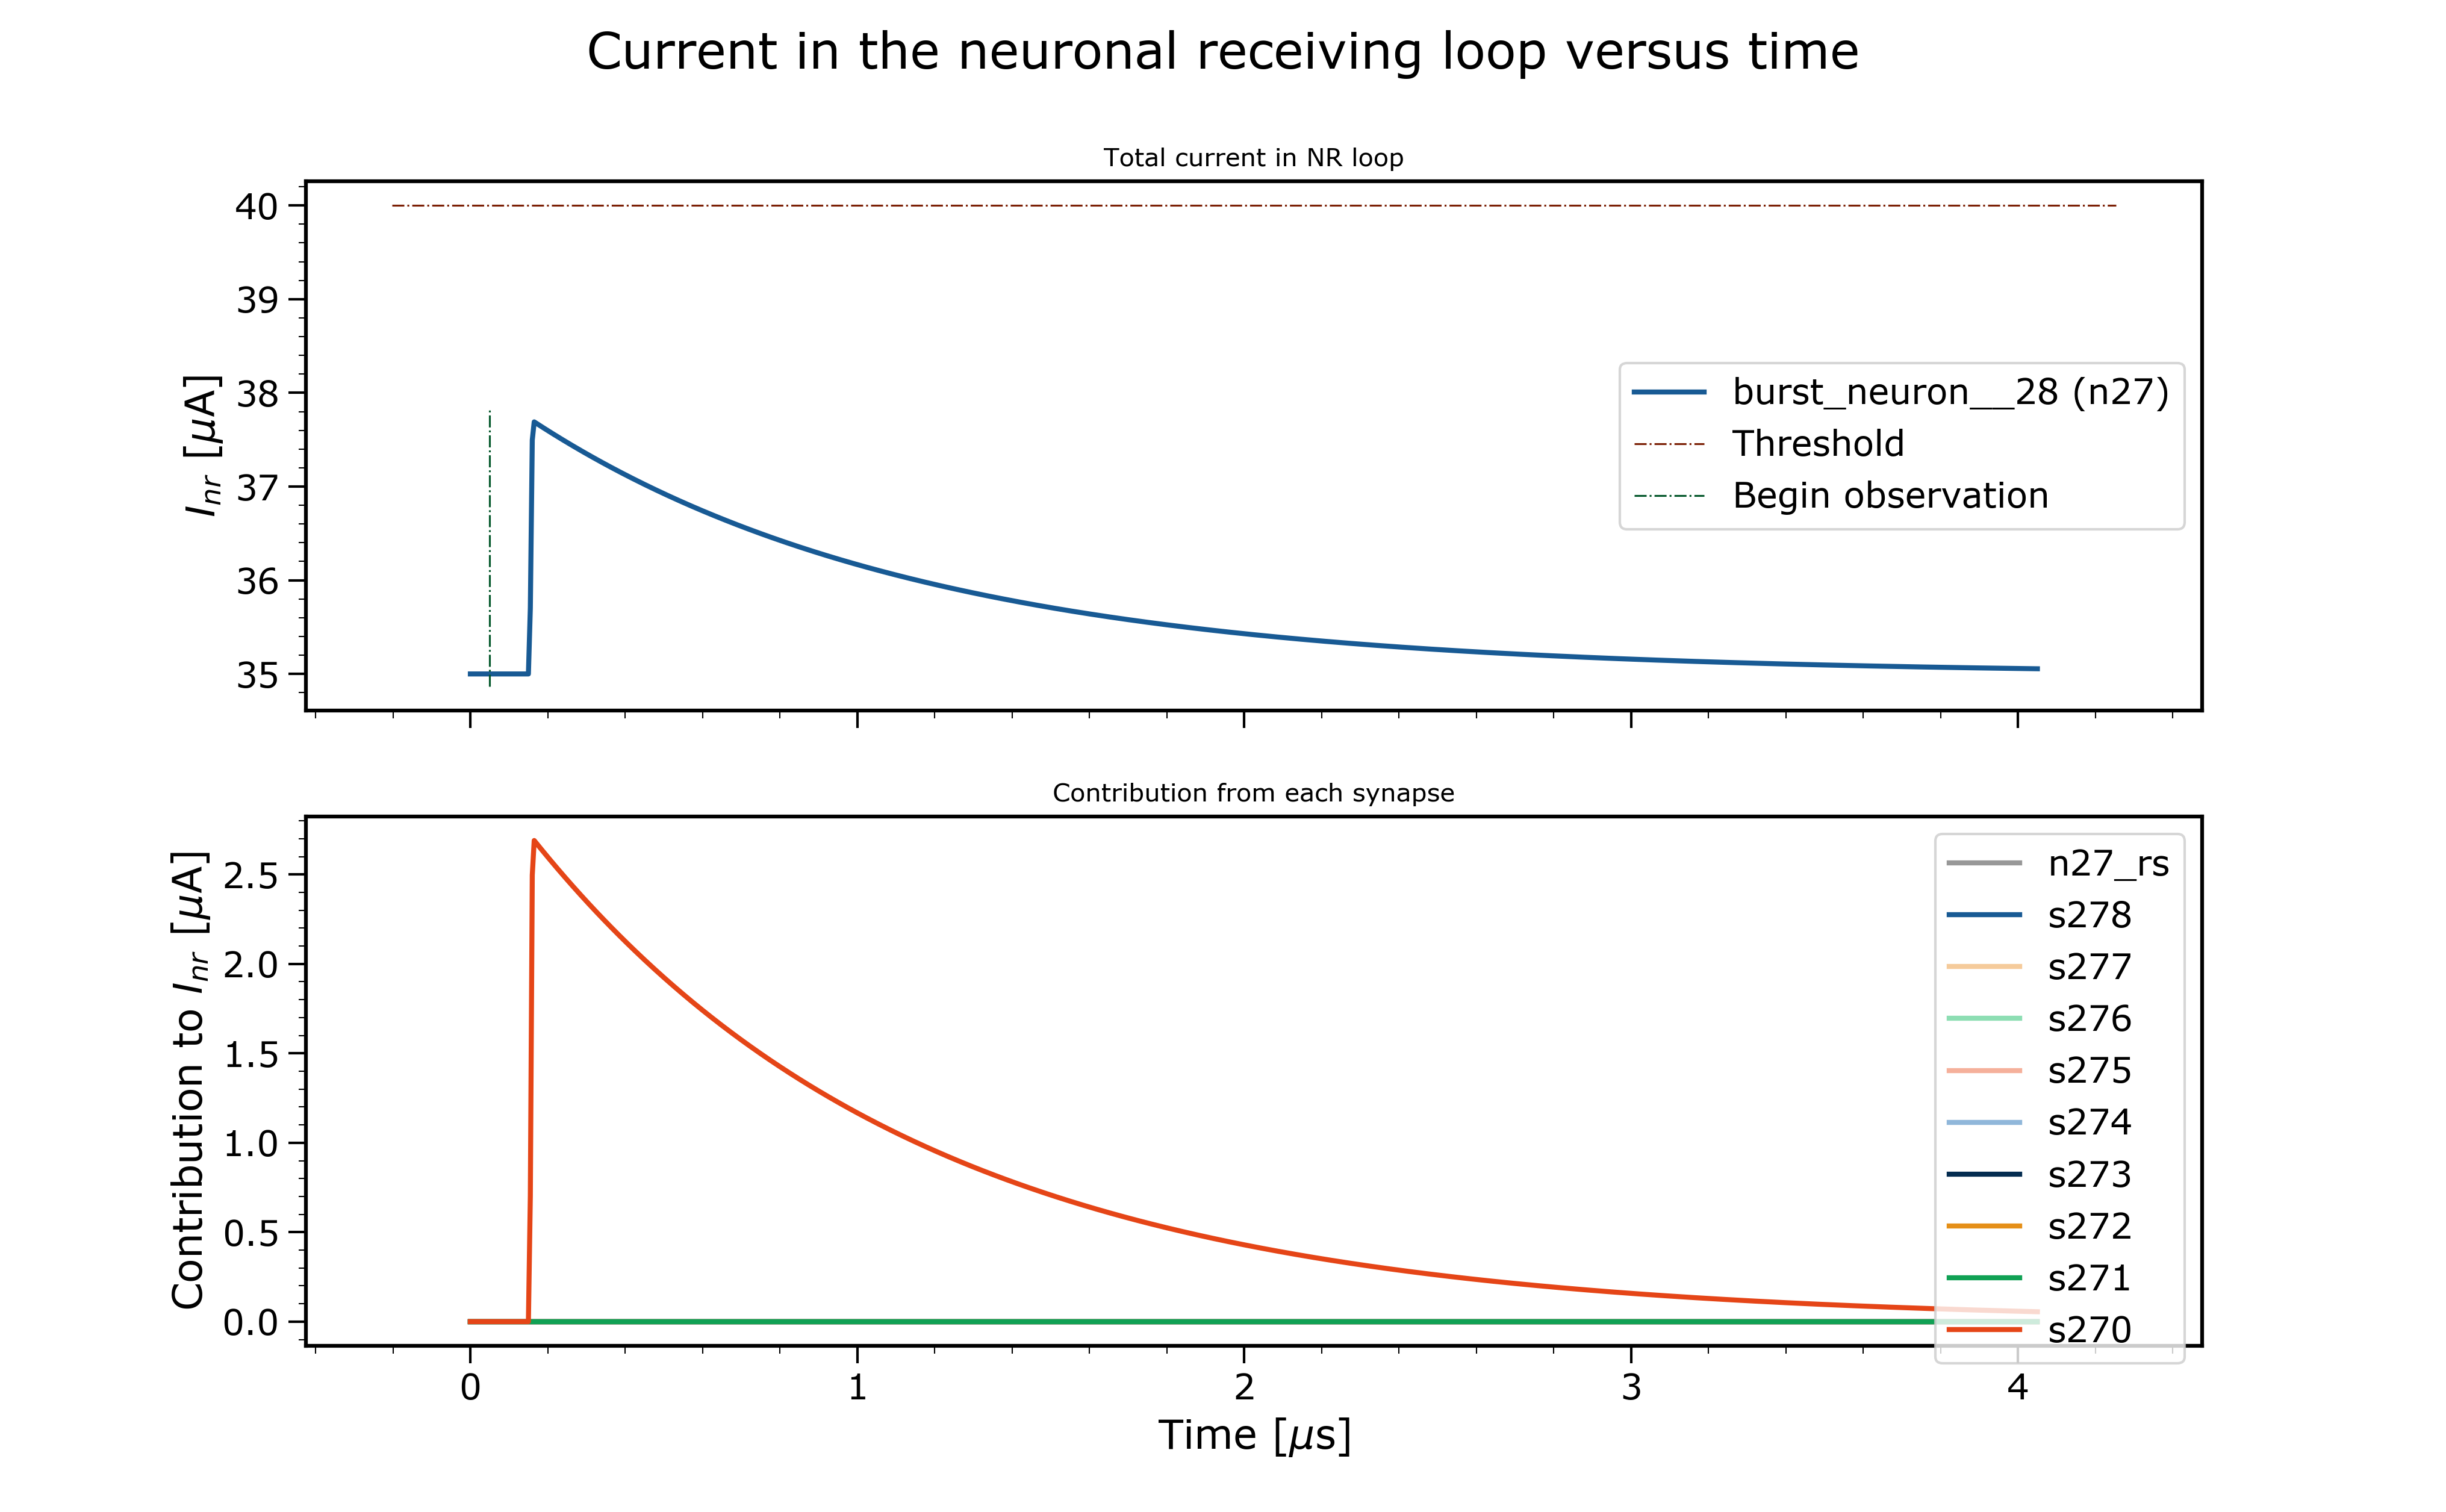 Current in the neuronal receiving loop versus time
Total current in NR loop
40
39
38
37
36
35
I_nr [μA]
burst_neuron___28 (n27)
Threshold
Begin observation
Contribution from each synapse
2.5
2.0
1.5
1.0
0.5
0.0
Contribution to I_nr [μA]
n27_rs
s278
s277
s276
s275
s274
s273
s272
s271
s270
0 1 2 3 4
Time [μs]